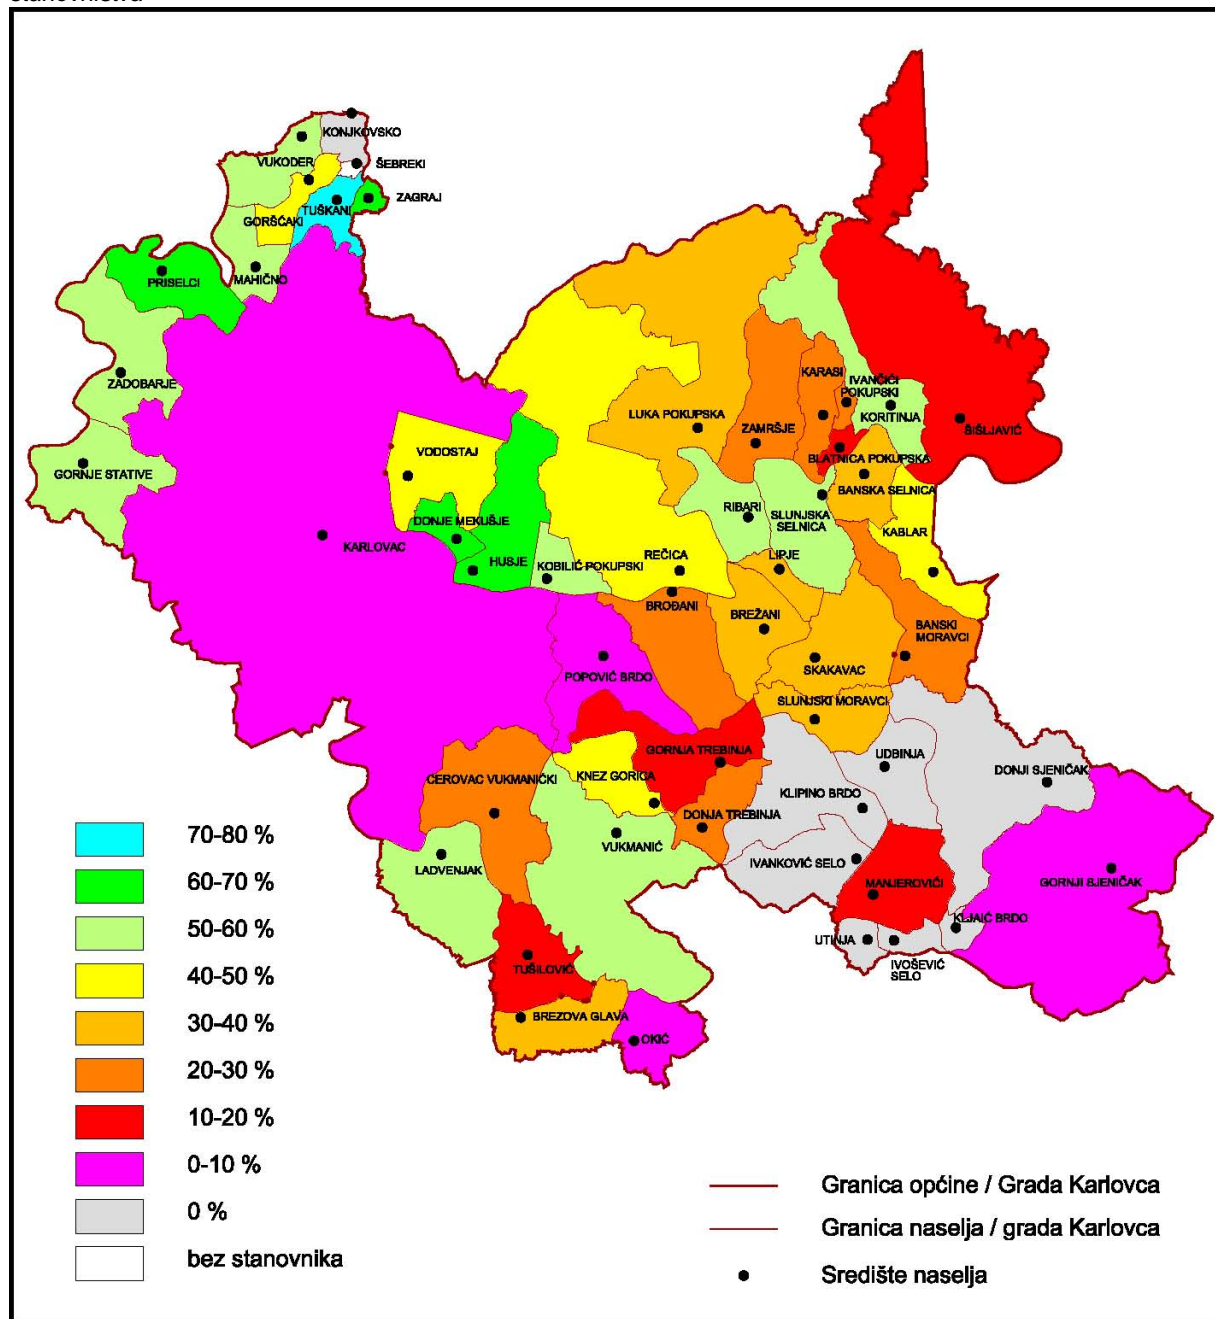 stanovništvu
KONJKOVSKO
VUKODER
ŠEBREKI
ZAGRAJ
TUŠKANI
GORŠĆAKI
MAHIČNO
PRISELCI
ZADOBARJE
GORNJE STATIVE
KARLOVAC
VODOSTAJ
DONJE MEKUŠJE
HUSJE
KOBILIĆ POKUPSKI
REČICA
LUKA POKUPSKA
ZAMRŠJE
KARASI
IVANČIĆI
POKUPSKI
KORITINJA
ŠIŠLJAVIĆ
BLATNICA POKUPSKA
BANSKA SELNICA
RIBARI
SLUNJSKA
SELNICA
KABLAR
LIPJE
BROĐANI
BREŽANI
BANSKI
MORAVCI
SKAKAVAC
POPOVIĆ BRDO
SLUNJSKI MORAVCI
GORNJA TREBINJA
UDBINJA
DONJI SJENIČAK
CEROVAC VUKMANIČKI
KNEZ GORICA
KLIPINO BRDO
DONJA TREBINJA
VUKMANIĆ
LADVENJAK
IVANKOVIĆ SELO
MANJEROVIĆI
GORNJI SJENIČAK
KLJAIĆ BRDO
UTINJA
IVOŠEVIĆ
SELO
TUŠILOVIĆ
BREZOVA GLAVA
OKIĆ
70-80 %
60-70 %
50-60 %
40-50 %
30-40 %
20-30 %
10-20 %
0-10 %
0 %
bez stanovnika
Granica općine / Grada Karlovca
Granica naselja / grada Karlovca
Središte naselja